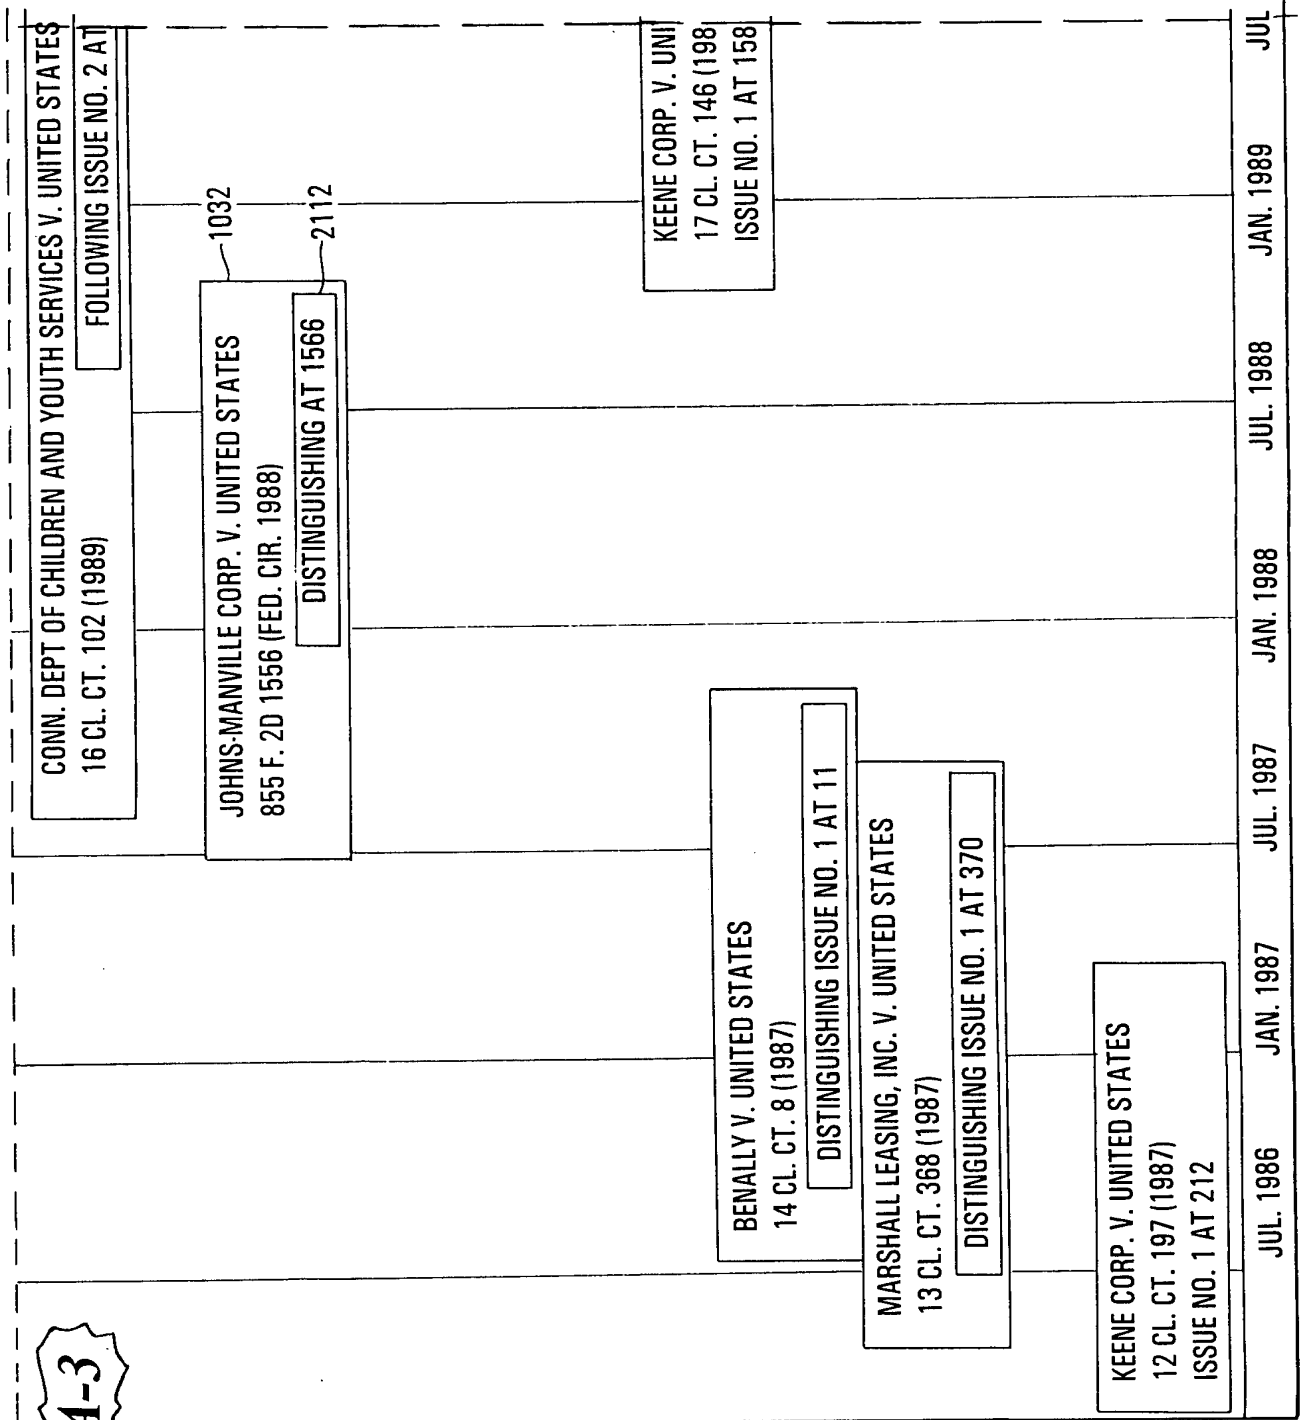 CONN. DEPT OF CHILDREN AND YOUTH SERVICES V. UNITED STATES
16 CL. CT. 102 (1989)
FOLLOWING ISSUE NO. 2 AT
1032
JOHNS-MANVILLE CORP. V. UNITED STATES
855 F. 2D 1556 (FED. CIR. 1988)
DISTINGUISHING AT 1566
2112
KEENE CORP. V. UNI
17 CL. CT. 146 (198
ISSUE NO. 1 AT 158
BENALLY V. UNITED STATES
14 CL. CT. 8 (1987)
DISTINGUISHING ISSUE NO. 1 AT 11
MARSHALL LEASING, INC. V. UNITED STATES
13 CL. CT. 368 (1987)
DISTINGUISHING ISSUE NO. 1 AT 370
KEENE CORP. V. UNITED STATES
12 CL. CT. 197 (1987)
ISSUE NO. 1 AT 212
JUL. 1986 JAN. 1987 JUL. 1987 JAN. 1988 JUL. 1988 JAN. 1989 JUL
-3